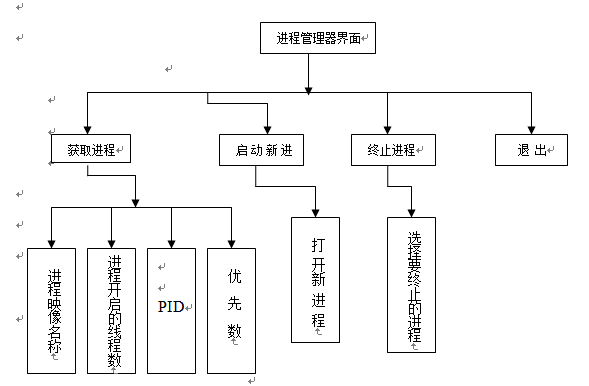 进程管理器界面
获取进程
启动新进
终止进程
退 出
进程映像名称
进程开启的线程数
PID
优先数
打开新进程
选择要终止的进程